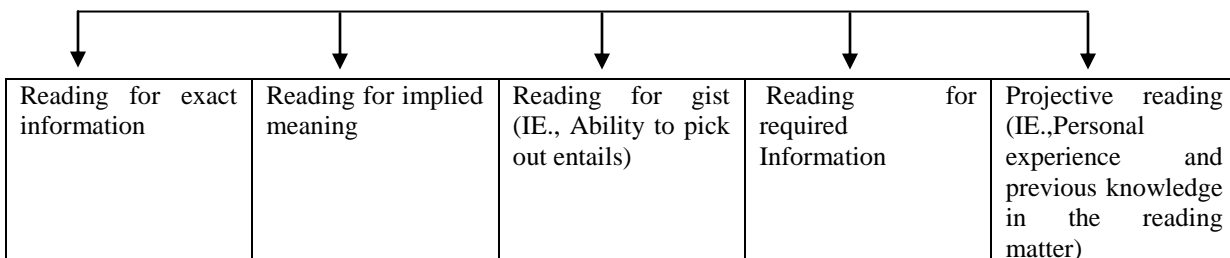 Reading for exact
information
Reading for implied
meaning
Reading for gist
(IE., Ability to pick
out entails)
Reading for
required
Information
Projective reading
(IE.,Personal
experience and
previous knowledge
in the reading
matter)